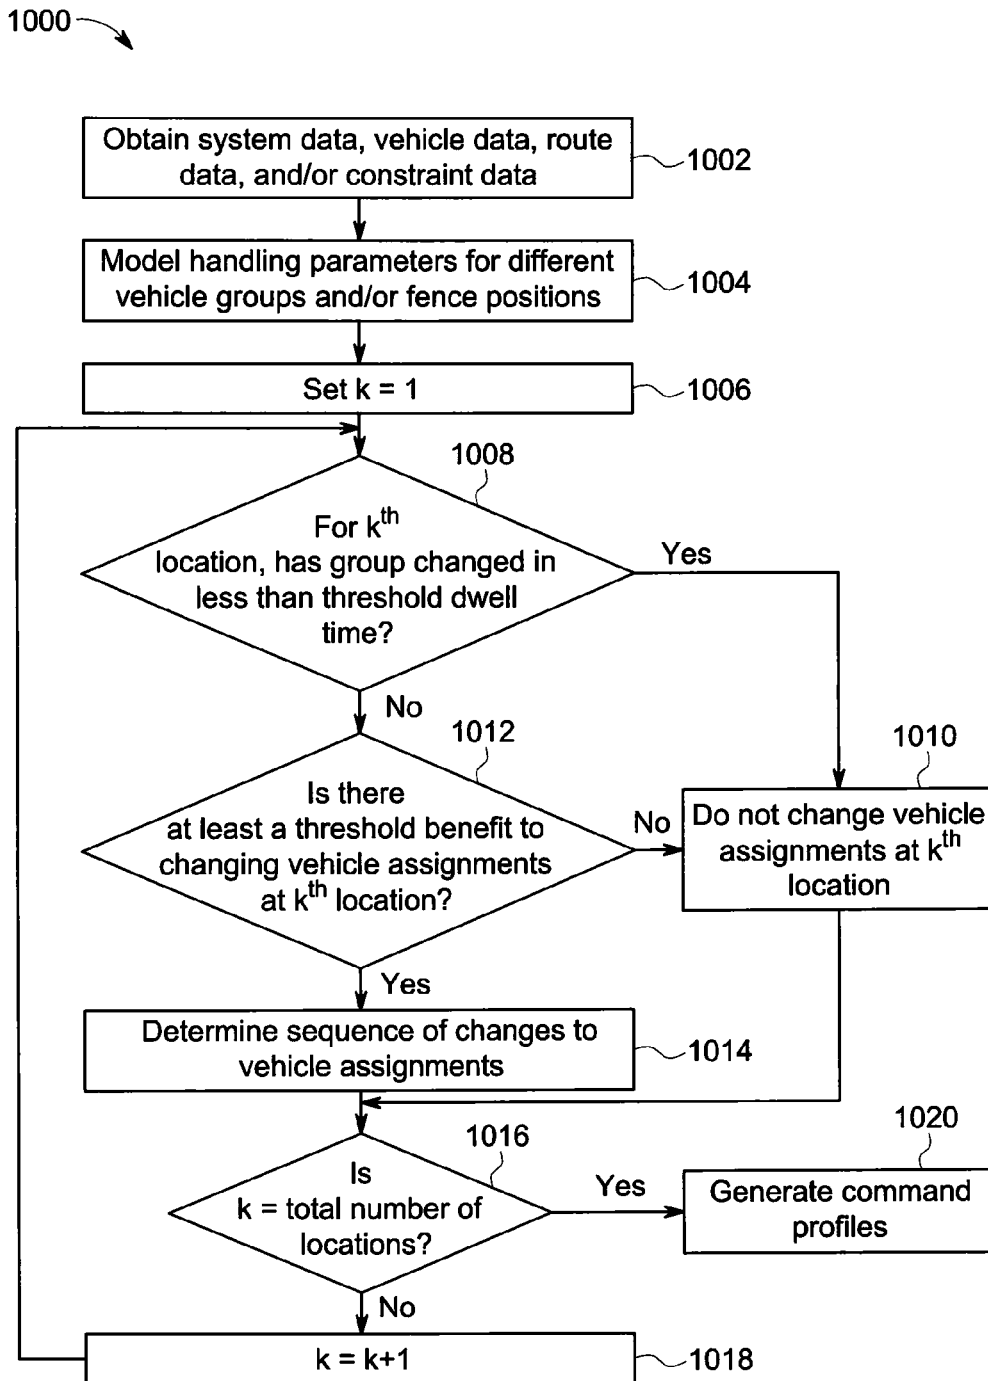 1000
Obtain system data, vehicle data, route
data, and/or constraint data
1002
Model handling parameters for different
vehicle groups and/or fence positions
1004
Set k = 1
1006
1008
For kth
location, has group changed in
less than threshold dwell
time?
Yes
No
1012
Is there
at least a threshold benefit to
changing vehicle assignments
at kth location?
No
1010
Do not change vehicle
assignments at kth
location
Yes
Determine sequence of changes to
vehicle assignments
1014
1016
Is
k = total number of
locations?
Yes
1020
Generate command
profiles
No
k = k+1
1018